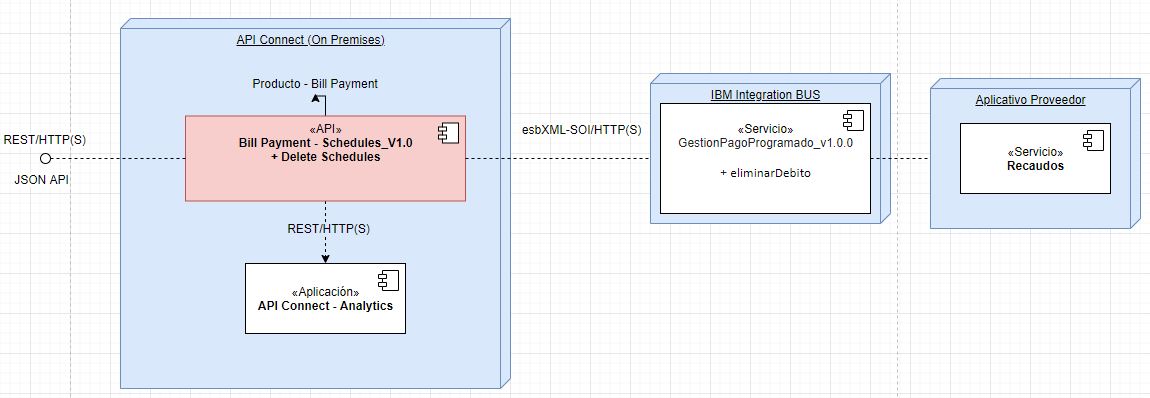 API Connect (On Premises)
Producto - Bill Payment
REST/HTTP(S)
JSON API
«API»
Bill Payment - Schedules_V1.0
+ Delete Schedules
REST/HTTP(S)
«Aplicación»
API Connect - Analytics
esbXML-SOI/HTTP(S)
IBM Integration BUS
«Servicio»
GestionPagoProgramado_v1.0.0
+ eliminarDebito
Aplicativo Proveedor
«Servicio»
Recaudos